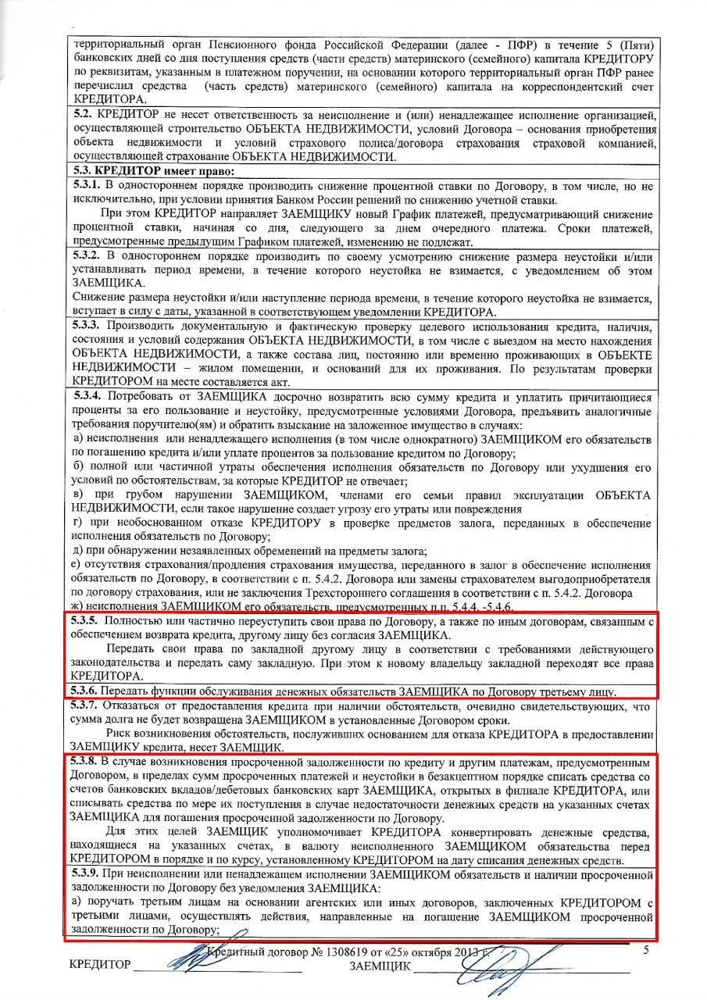 территориальный орган Пенсионного фонда Российской Федерации (далее - ПФР) в течение 5 (Пяти)
банковских дней со дня поступления средств (части средств) материнского (семейного) капитала КРЕДИТОРУ
по реквизитам, указанным в платежном поручении, на основании которого территориальный орган ПФР ранее
перечислил средства (часть средств) материнского (семейного) капитала на корреспондентский счет
КРЕДИТОРА.
5.2. КРЕДИТОР не несет ответственность за неисполнение и (или) ненадлежащее исполнение организацией,
осуществляющей строительство ОБЪЕКТА НЕДВИЖИМОСТИ, условий Договора – основания приобретения
объекта недвижимости и условий страхового полиса/договора страхования страховой компанией,
осуществляющей страхование ОБЪЕКТА НЕДВИЖИМОСТИ.
5.3. КРЕДИТОР имеет право:
5.3.1. В одностороннем порядке производить снижение процентной ставки по Договору, в том числе, но не
исключительно, при условии принятия Банком России решений по снижению учетной ставки.
При этом КРЕДИТОР направляет ЗАЕМЩИКУ новый График платежей, предусматривающий снижение
процентной ставки, начиная со дня, следующего за днем очередного платежа. Сроки платежей,
предусмотренные предыдущим Графиком платежей, изменению не подлежат.
5.3.2. В одностороннем порядке производить по своему усмотрению снижение размера неустойки и/или
устанавливать период времени, в течение которого неустойка не взимается, с уведомлением об этом
ЗАЕМЩИКА.
Снижение размера неустойки и/или наступление периода времени, в течение которого неустойка не взимается,
вступает в силу с даты, указанной в соответствующем уведомлении КРЕДИТОРА.
5.3.3. Производить документальную и фактическую проверку целевого использования кредита, наличия,
состояния и условий содержания ОБЪЕКТА НЕДВИЖИМОСТИ, в том числе с выездом на место нахождения
ОБЪЕКТА НЕДВИЖИМОСТИ, а также состава лиц, постоянно или временно проживающих в ОБЪЕКТЕ
НЕДВИЖИМОСТИ – жилом помещении, и оснований для их проживания. По результатам проверки
КРЕДИТОРОМ на месте составляется акт.
5.3.4. Потребовать от ЗАЕМЩИКА досрочно возвратить всю сумму кредита и уплатить причитающиеся
проценты за его пользование и неустойку, предусмотренные условиями Договора, предъявить аналогичные
требования поручителю(ям) и обратить взыскание на заложенное имущество в случаях:
а) неисполнения или ненадлежащего исполнения (в том числе однократного) ЗАЕМЩИКОМ его обязательств
по погашению кредита и/или уплате процентов за пользование кредитом по Договору;
б) полной или частичной утраты обеспечения исполнения обязательств по Договору или ухудшения его
условий по обстоятельствам, за которые КРЕДИТОР не отвечает;
в) при грубом нарушении ЗАЕМЩИКОМ, членами его семьи правил эксплуатации ОБЪЕКТА
НЕДВИЖИМОСТИ, если такое нарушение создает угрозу его утраты или повреждения
г) при необоснованном отказе КРЕДИТОРУ в проверке предметов залога, переданных в обеспечение
исполнения обязательств по Договору;
д) при обнаружении незаявленных обременений на предметы залога;
е) отсутствия страхования/продления страхования имущества, переданного в залог в обеспечение исполнения
обязательств по Договору, в соответствии с п. 5.4.2. Договора или замены страхователем выгодоприобретателя
по договору страхования, или не заключения Трехстороннего соглашения в соответствии с п. 5.4.2. Договора
ж) неисполнения ЗАЕМЩИКОМ его обязательств, предусмотренных п.п. 5.4.4. -5.4.6.
5.3.5. Полностью или частично переуступить свои права по Договору, а также по иным договорам, связанным с
обеспечением возврата кредита, другому лицу без согласия ЗАЕМЩИКА.
Передать свои права по закладной другому лицу в соответствии с требованиями действующего
законодательства и передать саму закладную. При этом к новому владельцу закладной переходят все права
КРЕДИТОРА.
5.3.6. Передать функции обслуживания денежных обязательств ЗАЕМЩИКА по Договору третьему лицу.
5.3.7. Отказаться от предоставления кредита при наличии обстоятельств, очевидно свидетельствующих, что
сумма долга не будет возвращена ЗАЕМЩИКОМ в установленные Договором сроки.
Риск возникновения обстоятельств, послуживших основанием для отказа КРЕДИТОРА в предоставлении
ЗАЕМЩИКУ кредита, несет ЗАЕМЩИК.
5.3.8. В случае возникновения просроченной задолженности по кредиту и другим платежам, предусмотренным
Договором, в пределах сумм просроченных платежей и неустойки в безакцептном порядке списать средства со
счетов банковских вкладов/дебетовых банковских карт ЗАЕМЩИКА, открытых в филиале КРЕДИТОРА, или
списывать средства по мере их поступления в случае недостаточности денежных средств на указанных счетах
ЗАЕМЩИКА для погашения просроченной задолженности по Договору.
Для этих целей ЗАЕМЩИК уполномочивает КРЕДИТОРА конвертировать денежные средства,
находящиеся на указанных счетах, в валюту неисполненного ЗАЕМЩИКОМ обязательства перед
КРЕДИТОРОМ в порядке и по курсу, установленному КРЕДИТОРОМ на дату списания денежных средств.
5.3.9. При неисполнении или ненадлежащем исполнении ЗАЕМЩИКОМ обязательств и наличии просроченной
задолженности по Договору без уведомления ЗАЕМЩИКА:
а) поручать третьим лицам на основании агентских или иных договоров, заключенных КРЕДИТОРОМ с
третьими лицами, осуществлять действия, направленные на погашение ЗАЕМЩИКОМ просроченной
задолженности по Договору;
Кредитный договор № 1308619 от «25» октября 2013 г.
5
КРЕДИТОР ЗАЕМЩИК